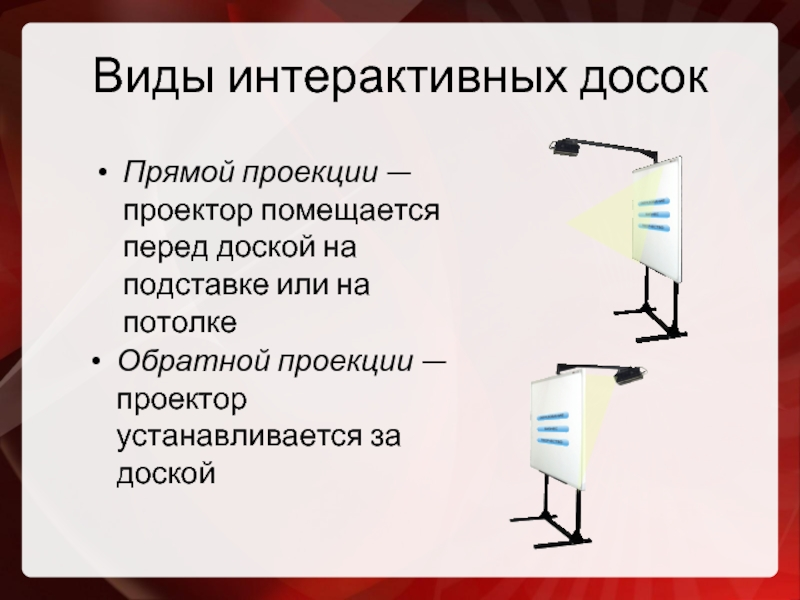 Виды интерактивных досок
• Прямой проекции —
проектор помещается
перед доской на
подставке или на
потолке
• Обратной проекции —
проектор
устанавливается за
доской